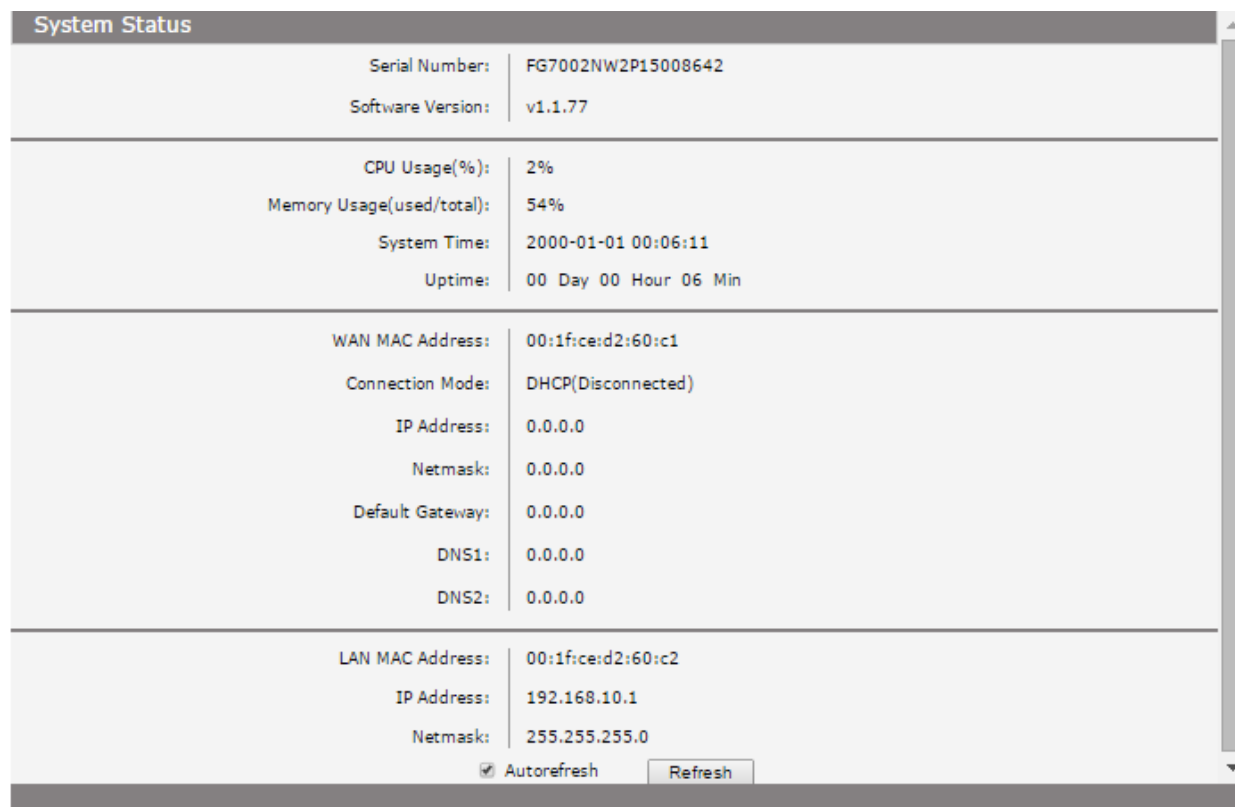 System Status
Serial Number: FG7002NW2P15008642
Software Version: v1.1.77
CPU Usage(%): 2%
Memory Usage(used/total): 54%
System Time: 2000-01-01 00:06:11
Uptime: 00 Day 00 Hour 06 Min
WAN MAC Address: 00:1f:ce:d2:60:c1
Connection Mode: DHCP(Disconnected)
IP Address: 0.0.0.0
Netmask: 0.0.0.0
Default Gateway: 0.0.0.0
DNS1: 0.0.0.0
DNS2: 0.0.0.0
LAN MAC Address: 00:1f:ce:d2:60:c2
IP Address: 192.168.10.1
Netmask: 255.255.255.0
Autorefresh Refresh